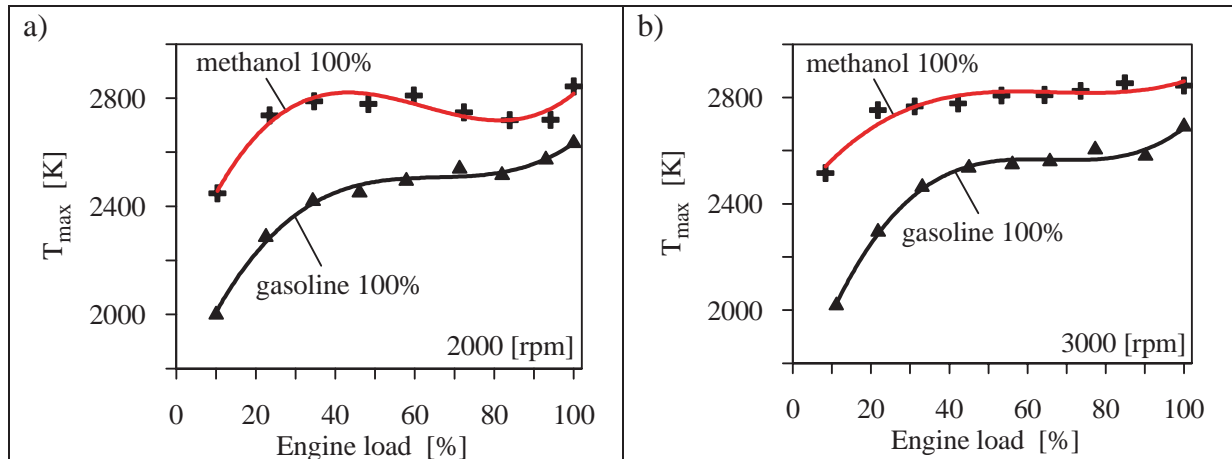 a)
methanol 100%
2800
2400
2000
T_max [K]
gasoline 100%
2000 [rpm]
0 20 40 60 80 100
Engine load [%]
b)
methanol 100%
2800
2400
2000
T_max [K]
gasoline 100%
3000 [rpm]
0 20 40 60 80 100
Engine load [%]